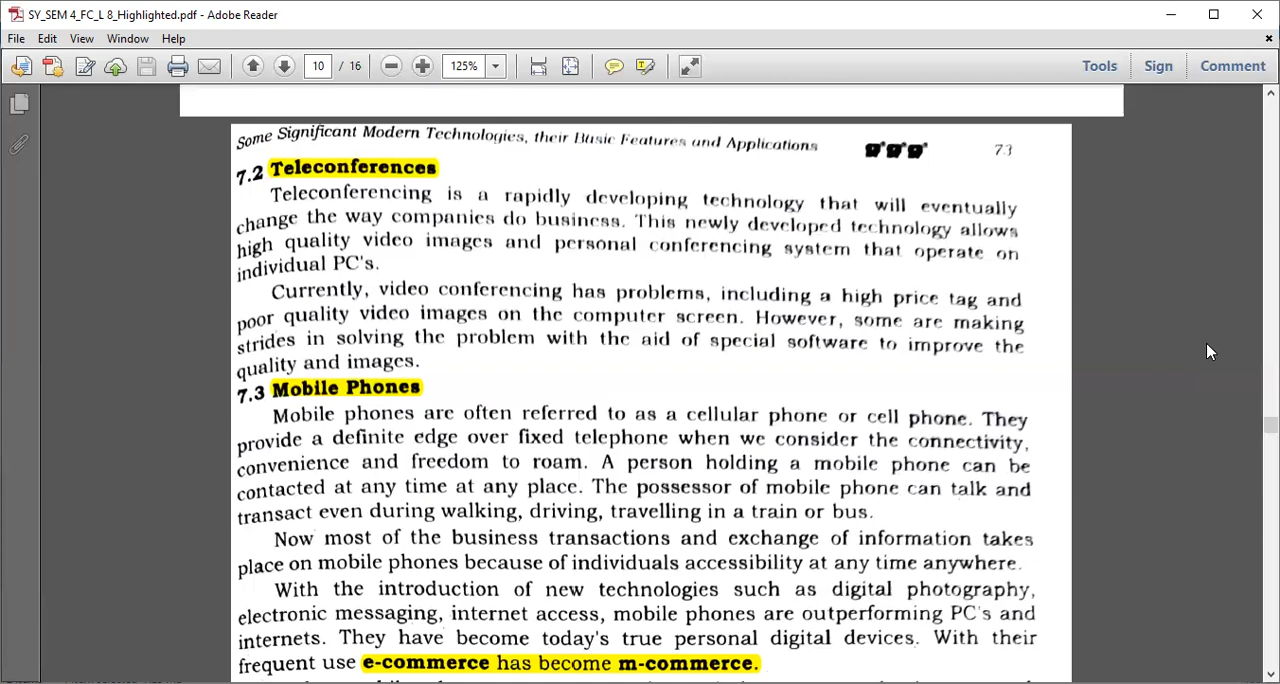 SY_SEM 4_FC_L 8_Highlighted.pdf - Adobe Reader
File Edit View Window Help
10 / 16 125% Tools Sign Comment
Some Significant Modern Technologies, their Basic Features and Applications 73
7.2 Teleconferences
Teleconferencing is a rapidly developing technology that will eventually
change the way companies do business. This newly developed technology allows
high quality video images and personal conferencing system that operate on
individual PC's.
Currently, video conferencing has problems, including a high price tag and
poor quality video images on the computer screen. However, some are making
strides in solving the problem with the aid of special software to improve the
quality and images.
7.3 Mobile Phones
Mobile phones are often referred to as a cellular phone or cell phone. They
provide a definite edge over fixed telephone when we consider the connectivity,
convenience and freedom to roam. A person holding a mobile phone can be
contacted at any time at any place. The possessor of mobile phone can talk and
transact even during walking, driving, travelling in a train or bus.
Now most of the business transactions and exchange of information takes
place on mobile phones because of individuals accessibility at any time anywhere.
With the introduction of new technologies such as digital photography,
electronic messaging, internet access, mobile phones are outperforming PC's and
internets. They have become today's true personal digital devices. With their
frequent use e-commerce has become m-commerce.